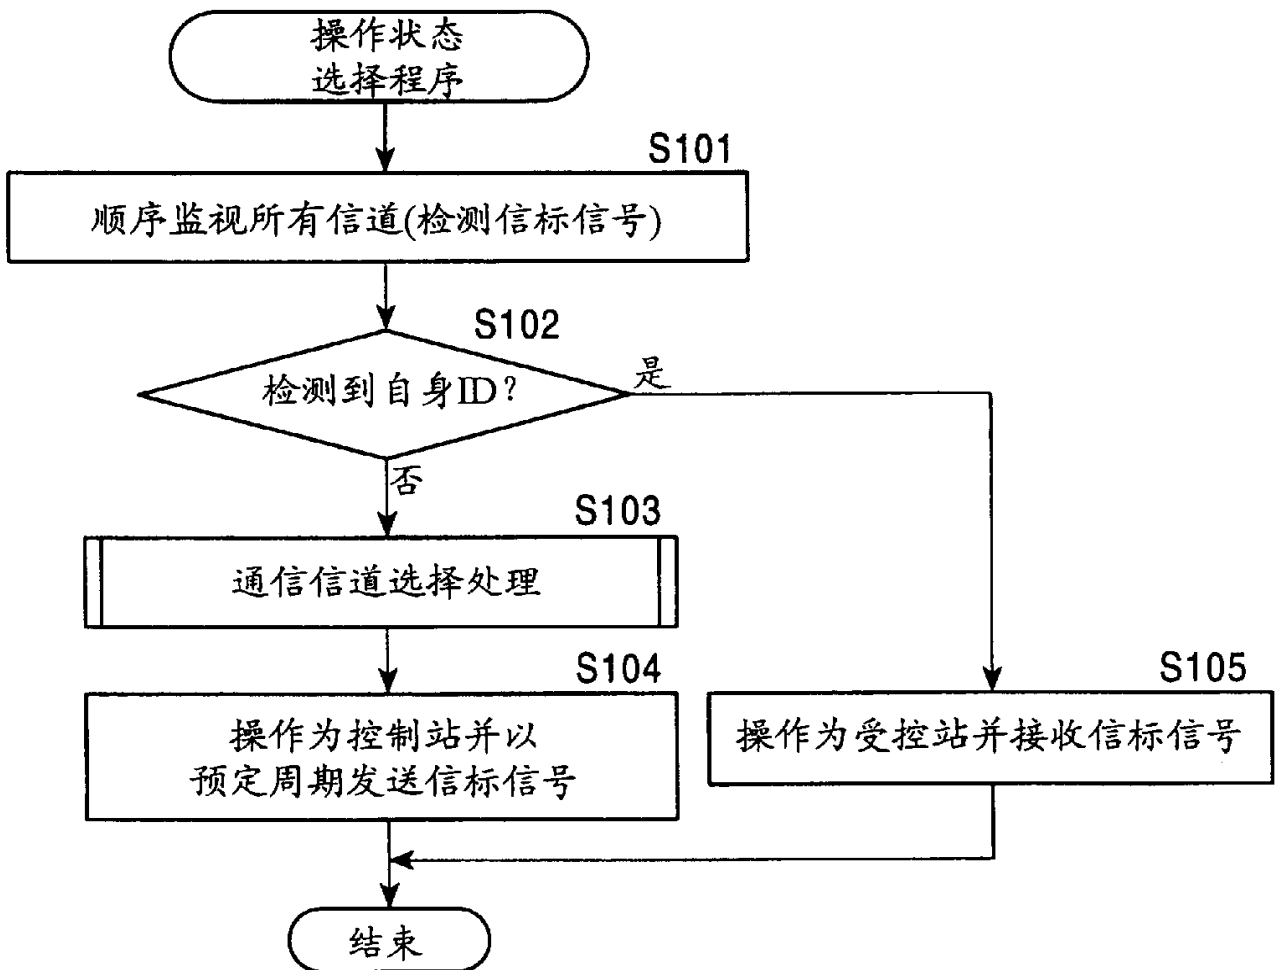 操作状态
选择程序
S101
顺序监视所有信道(检测信标信号)
S102
检测到自身ID？
是
否
S103
通信信道选择处理
S104
操作为控制站并以
预定周期发送信标信号
S105
操作为受控站并接收信标信号
结束